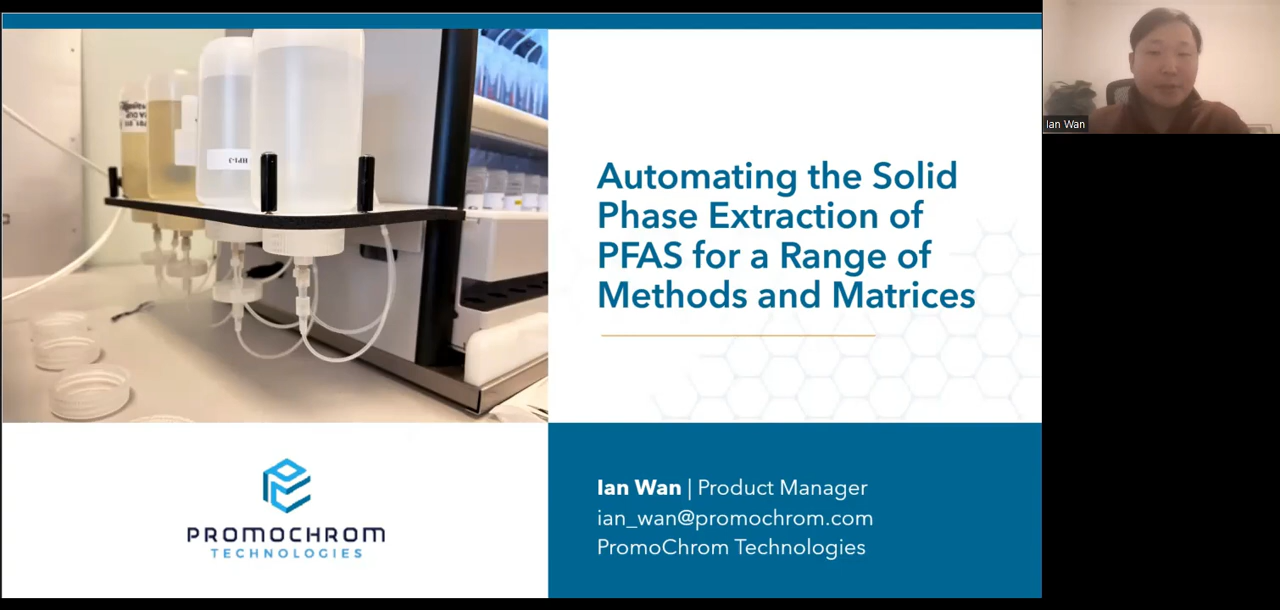 Automating the Solid
Phase Extraction of
PFAS for a Range of
Methods and Matrices
Ian Wan | Product Manager
ian_wan@promochrom.com
PromoChrom Technologies
PROMOCHROM
TECHNOLOGIES
Ian Wan